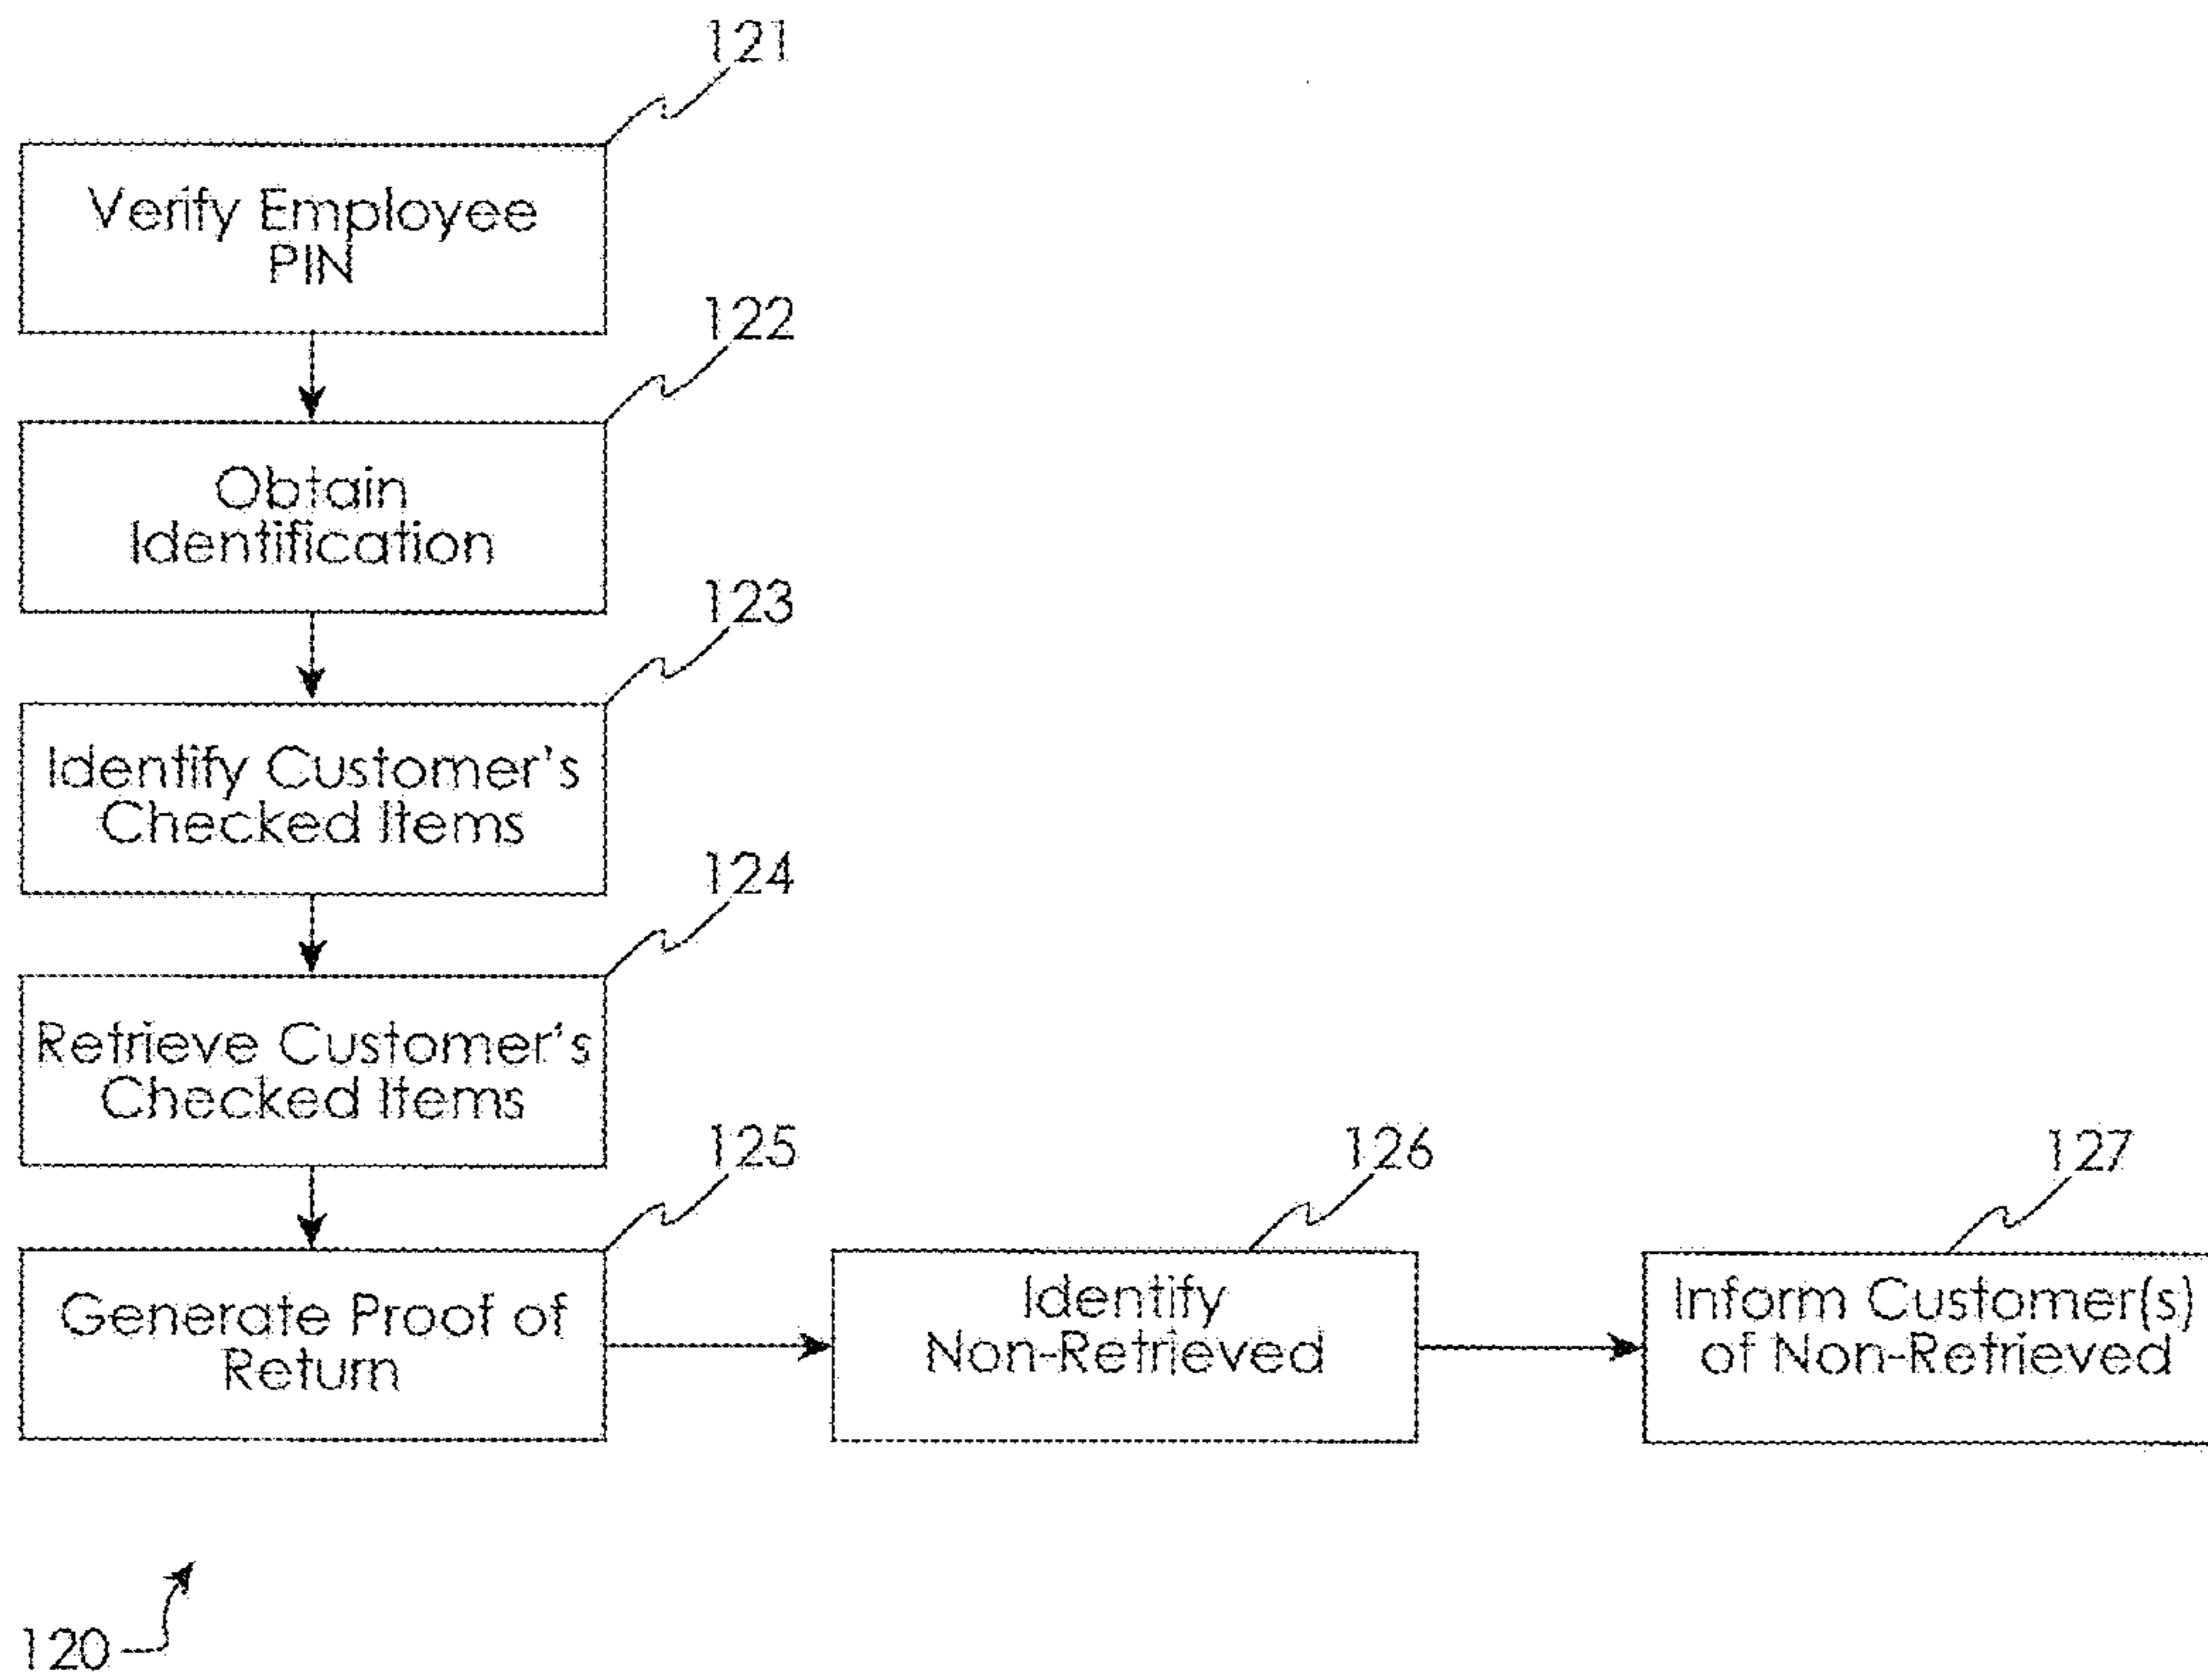 121
Verify Employee
PIN
122
Obtain
Identification
123
Identify Customer's
Checked Items
124
Retrieve Customer's
Checked Items
125
Generate Proof of
Return
126
Identify
Non-Retrieved
127
Inform Customer(s)
of Non-Retrieved
120